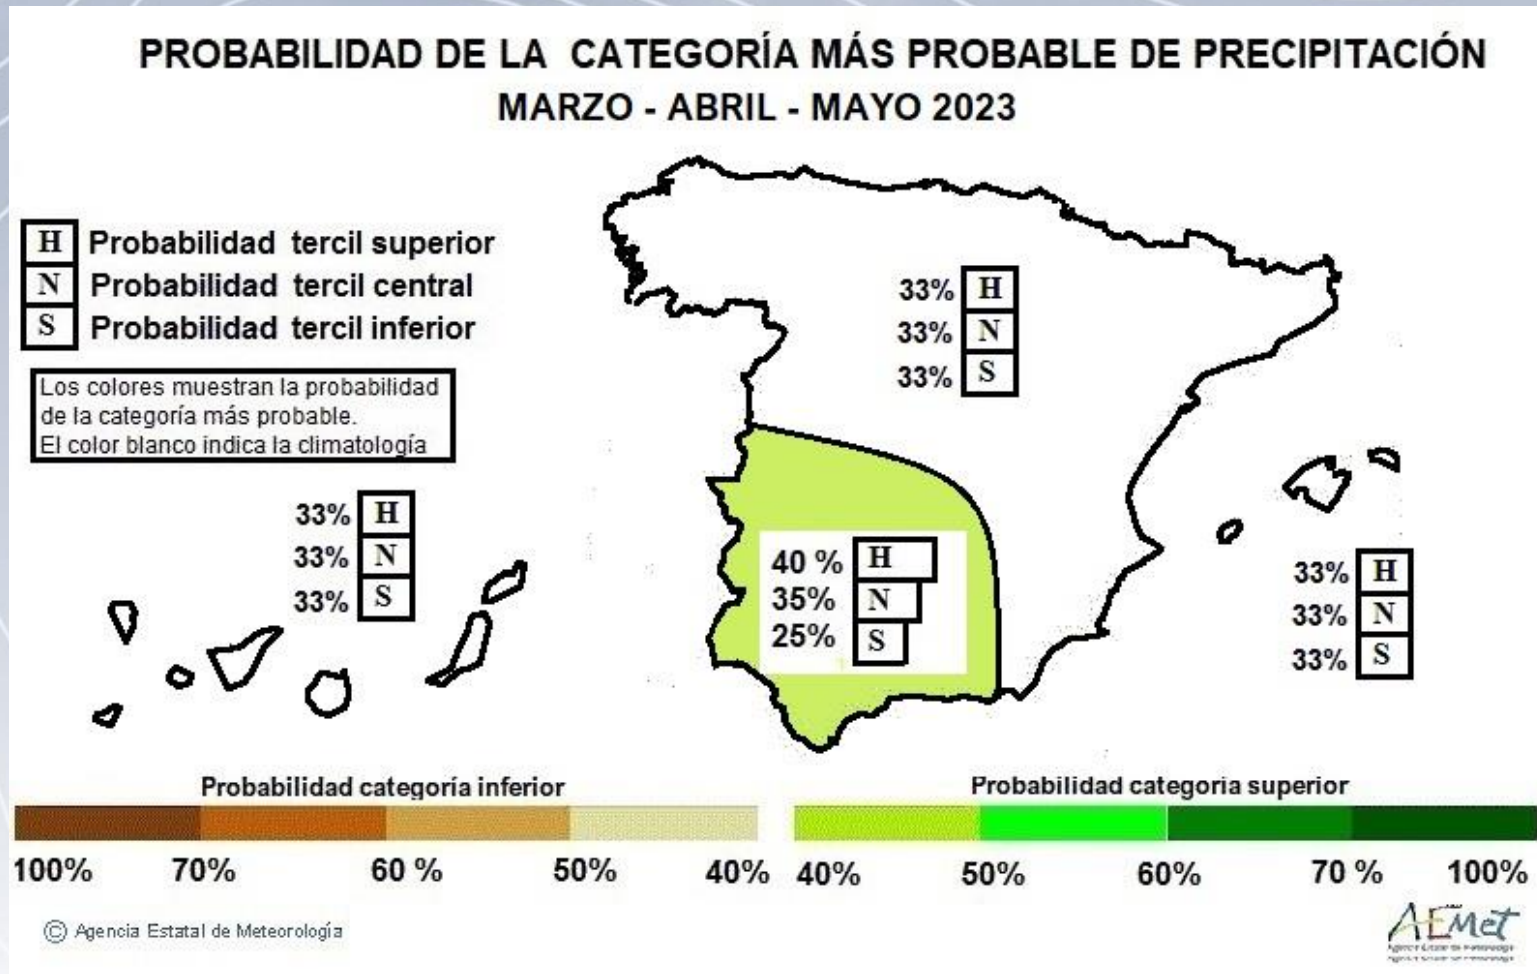 PROBABILIDAD DE LA CATEGORÍA MÁS PROBABLE DE PRECIPITACIÓN
MARZO - ABRIL - MAYO 2023
H Probabilidad tercil superior
N Probabilidad tercil central
S Probabilidad tercil inferior
Los colores muestran la probabilidad
de la categoría más probable.
El color blanco indica la climatología
33% H
33% N
33% S
33% H
33% N
33% S
40 % H
35% N
25% S
33% H
33% N
33% S
Probabilidad categoría inferior
100% 70% 60 % 50% 40%
Probabilidad categoria superior
40% 50% 60% 70 % 100%
© Agencia Estatal de Meteorología
AEMet